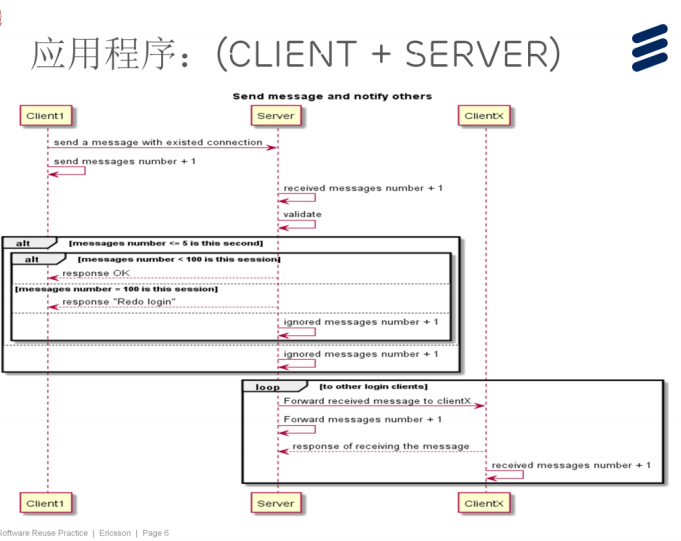 应用程序：(CLIENT + SERVER)
Send message and notify others
Client1
Server
ClientX
send a message with existed connection
send messages number + 1
received messages number + 1
validate
alt [messages number <= 5 is this second]
alt [messages number < 100 is this session]
response OK
[messages number = 100 is this session]
response "Redo login"
ignored messages number + 1
ignored messages number + 1
loop [to other login clients]
Forward received message to clientX
Forward messages number + 1
response of receiving the message
received messages number + 1
Client1
Server
ClientX
Software Reuse Practice | Ericsson | Page 6